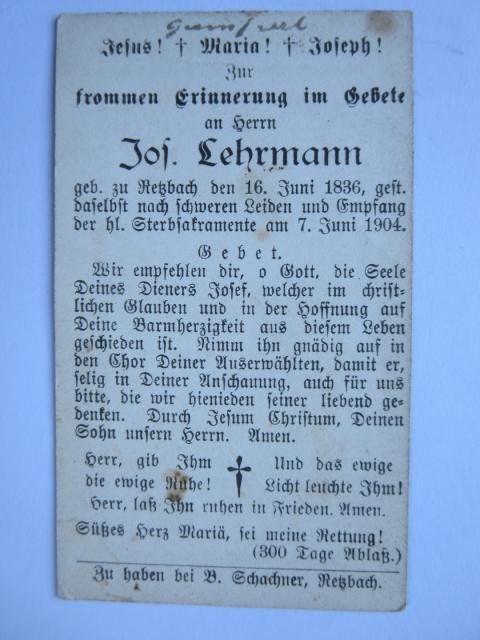 Jesus! † Maria! † Joseph!
Zur
frommen Erinnerung im Gebete
an Herrn
Jos. Lehrmann
geb. zu Retzbach den 16. Juni 1836, gest.
daselbst nach schweren Leiden und Empfang
der hl. Sterbsakramente am 7. Juni 1904.
Gebet.
Wir empfehlen dir, o Gott, die Seele
Deines Dieners Josef, welcher im christ-
lichen Glauben und in der Hoffnung auf
Deine Barmherzigkeit aus diesem Leben
geschieden ist. Nimm ihn gnädig auf in
den Chor Deiner Auserwählten, damit er,
selig in Deiner Anschauung, auch für uns
bitte, die wir hienieden seiner liebend ge-
denken. Durch Jesum Christum, Deinen
Sohn unsern Herrn. Amen.
Herr, gib Ihm † Und das ewige
die ewige Ruhe! Licht leuchte Ihm!
Herr, laß Ihn ruhen in Frieden. Amen.
Süßes Herz Mariä, sei meine Rettung!
(300 Tage Ablaß.)
Zu haben bei B. Schachner, Retzbach.